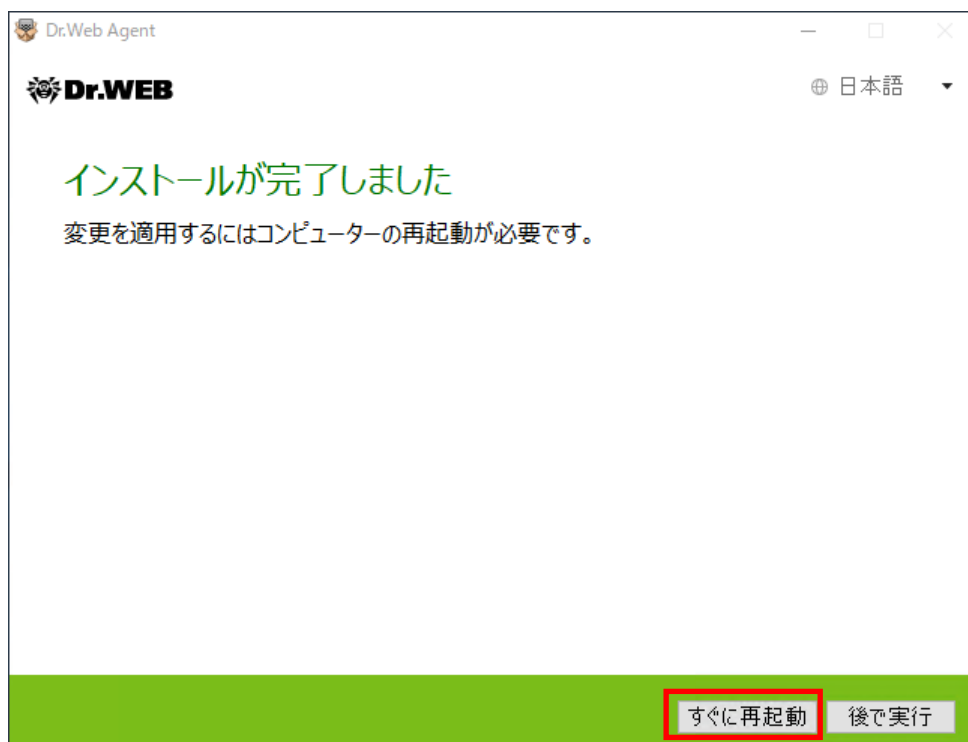 Dr.Web Agent
Dr.WEB
日本語
インストールが完了しました
変更を適用するにはコンピューターの再起動が必要です。
すぐに再起動
後で実行